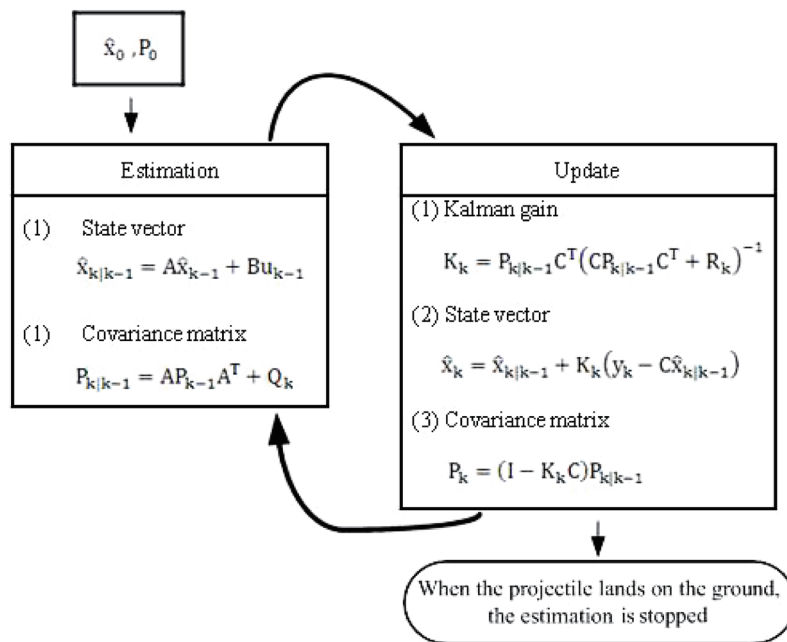 x̂₀ ,P₀
Estimation
(1) State vector
x̂ₖ|ₖ₋₁ = Ax̂ₖ₋₁ + Buₖ₋₁
(1) Covariance matrix
Pₖ|ₖ₋₁ = APₖ₋₁Aᵀ + Qₖ
Update
(1) Kalman gain
Kₖ = Pₖ|ₖ₋₁Cᵀ(CPₖ|ₖ₋₁Cᵀ + Rₖ)⁻¹
(2) State vector
x̂ₖ = x̂ₖ|ₖ₋₁ + Kₖ(yₖ − Cx̂ₖ|ₖ₋₁)
(3) Covariance matrix
Pₖ = (I − KₖC)Pₖ|ₖ₋₁
When the projectile lands on the ground,
the estimation is stopped